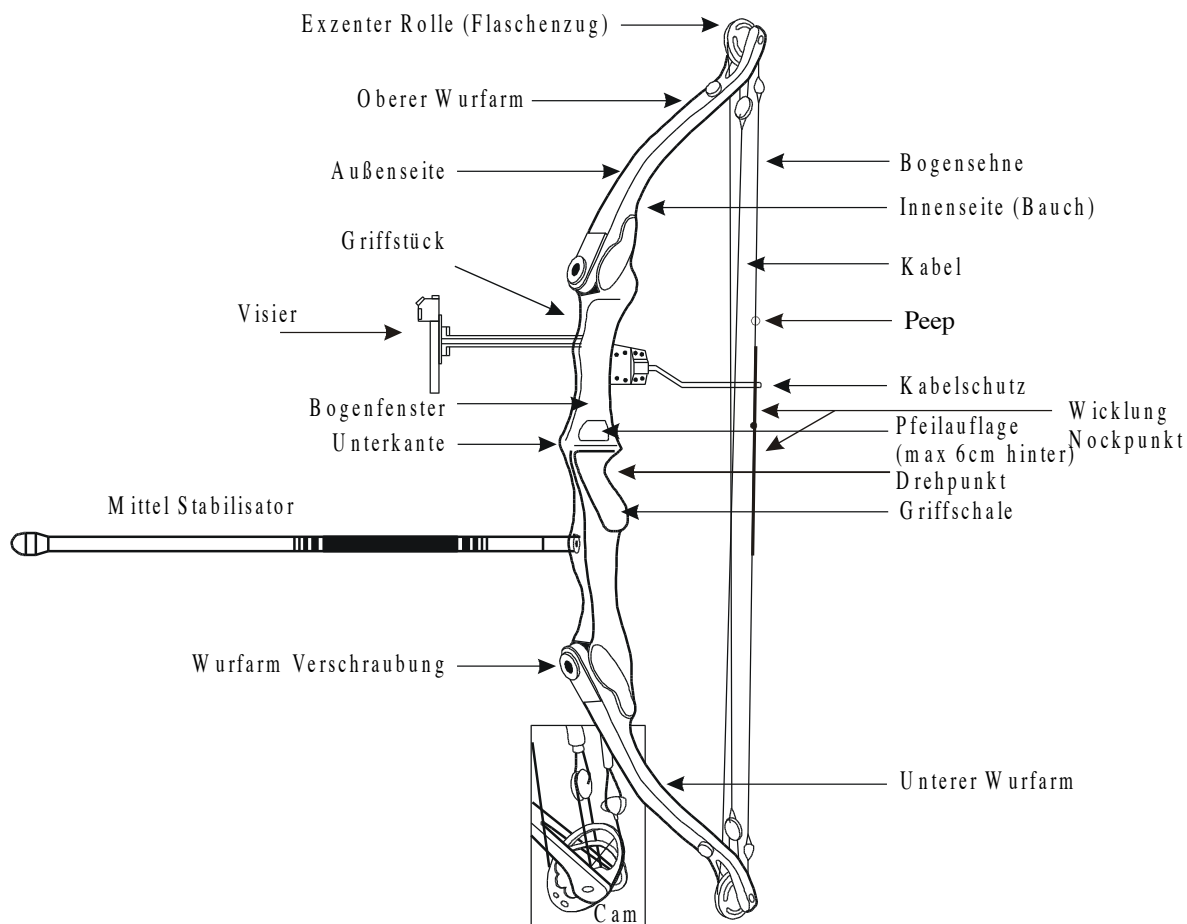 Exzenter Rolle (Flaschenzug)
Oberer Wurfarm
Außenseite
Bogensehne
Innenseite (Bauch)
Griffstück
Kabel
Visier
Peep
Kabelschutz
Bogenfenster
Wicklung
Unterkante
Pfeilauflage
Nockpunkt
(max 6cm hinter)
Drehpunkt
Mittel Stabilisator
Griffschale
Wurfarm Verschraubung
Unterer Wurfarm
Cam